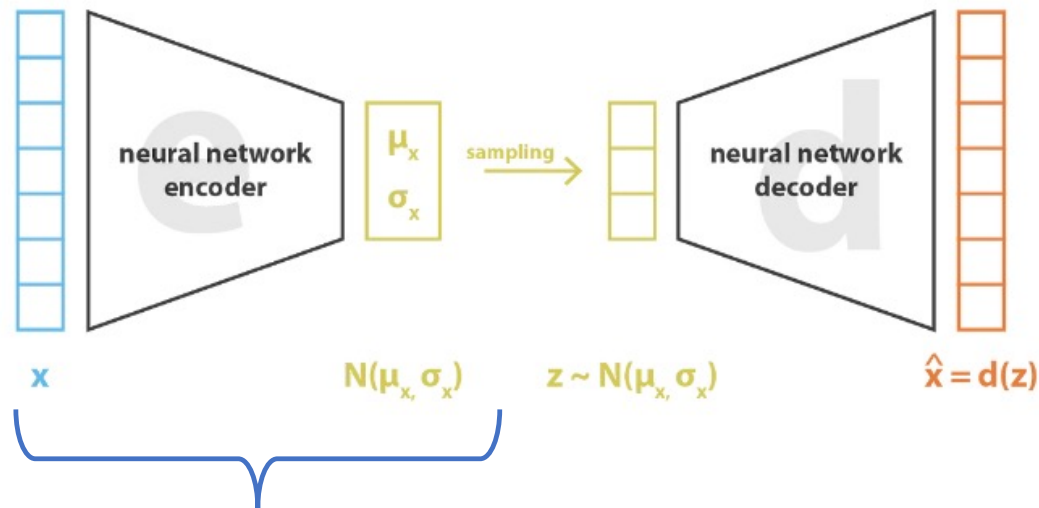 e
neural network
encoder
μₓ
σₓ
sampling
d
neural network
decoder
x
N(μₓ, σₓ)
z ~ N(μₓ, σₓ)
x̂ = d(z)